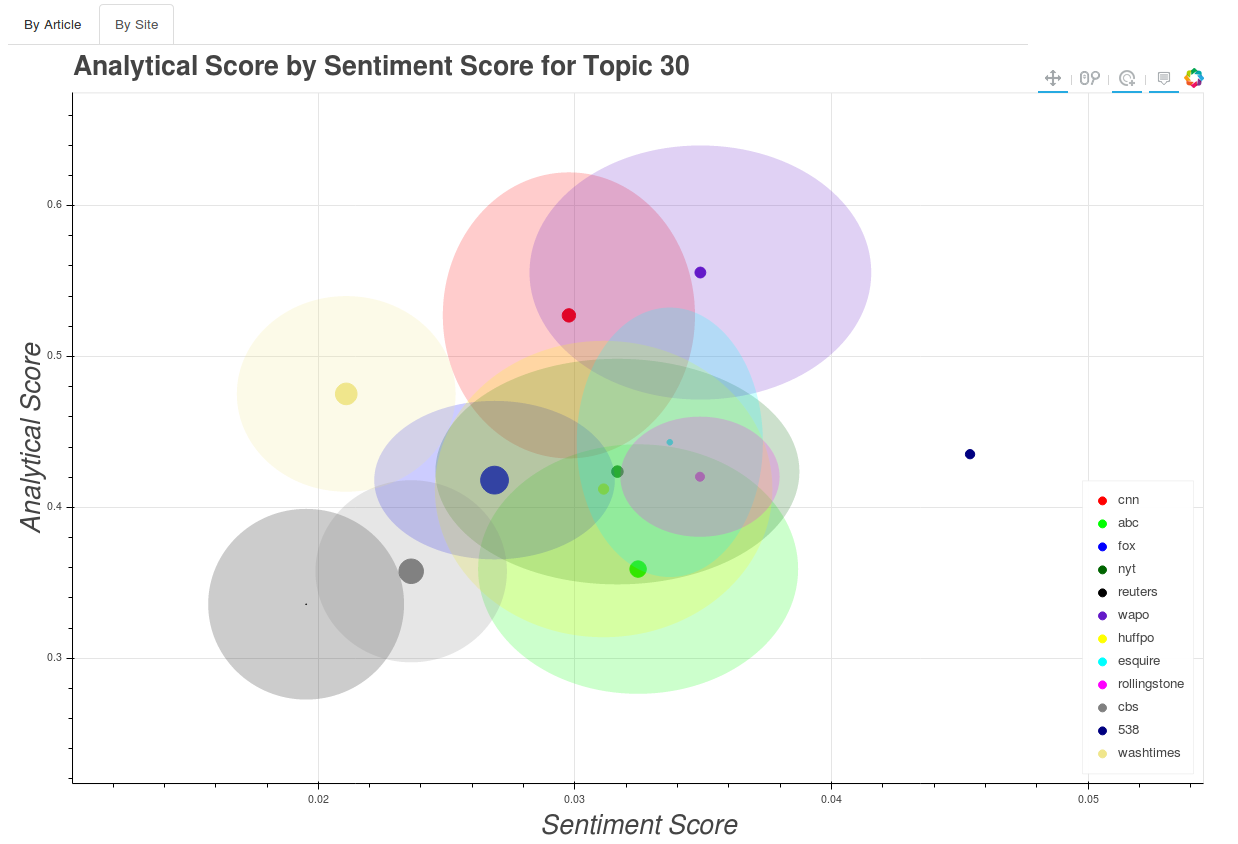 By Article
By Site
Analytical Score by Sentiment Score for Topic 30
Analytical Score
0.6
0.5
0.4
0.3
cnn
abc
fox
nyt
reuters
wapo
huffpo
esquire
rollingstone
cbs
538
washtimes
0.02
0.03
0.04
0.05
Sentiment Score